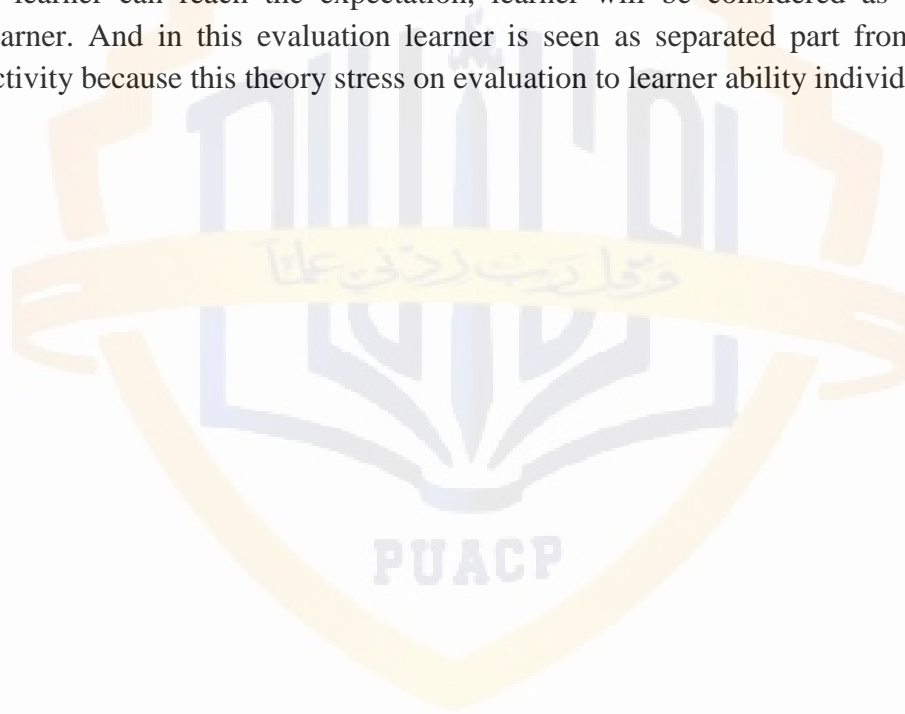 learner can reach the expectation, learner will be considered as
arner. And in this evaluation learner is seen as separated part from
ctivity because this theory stress on evaluation to learner ability individ
وقل رب زدني علماً
PUACP